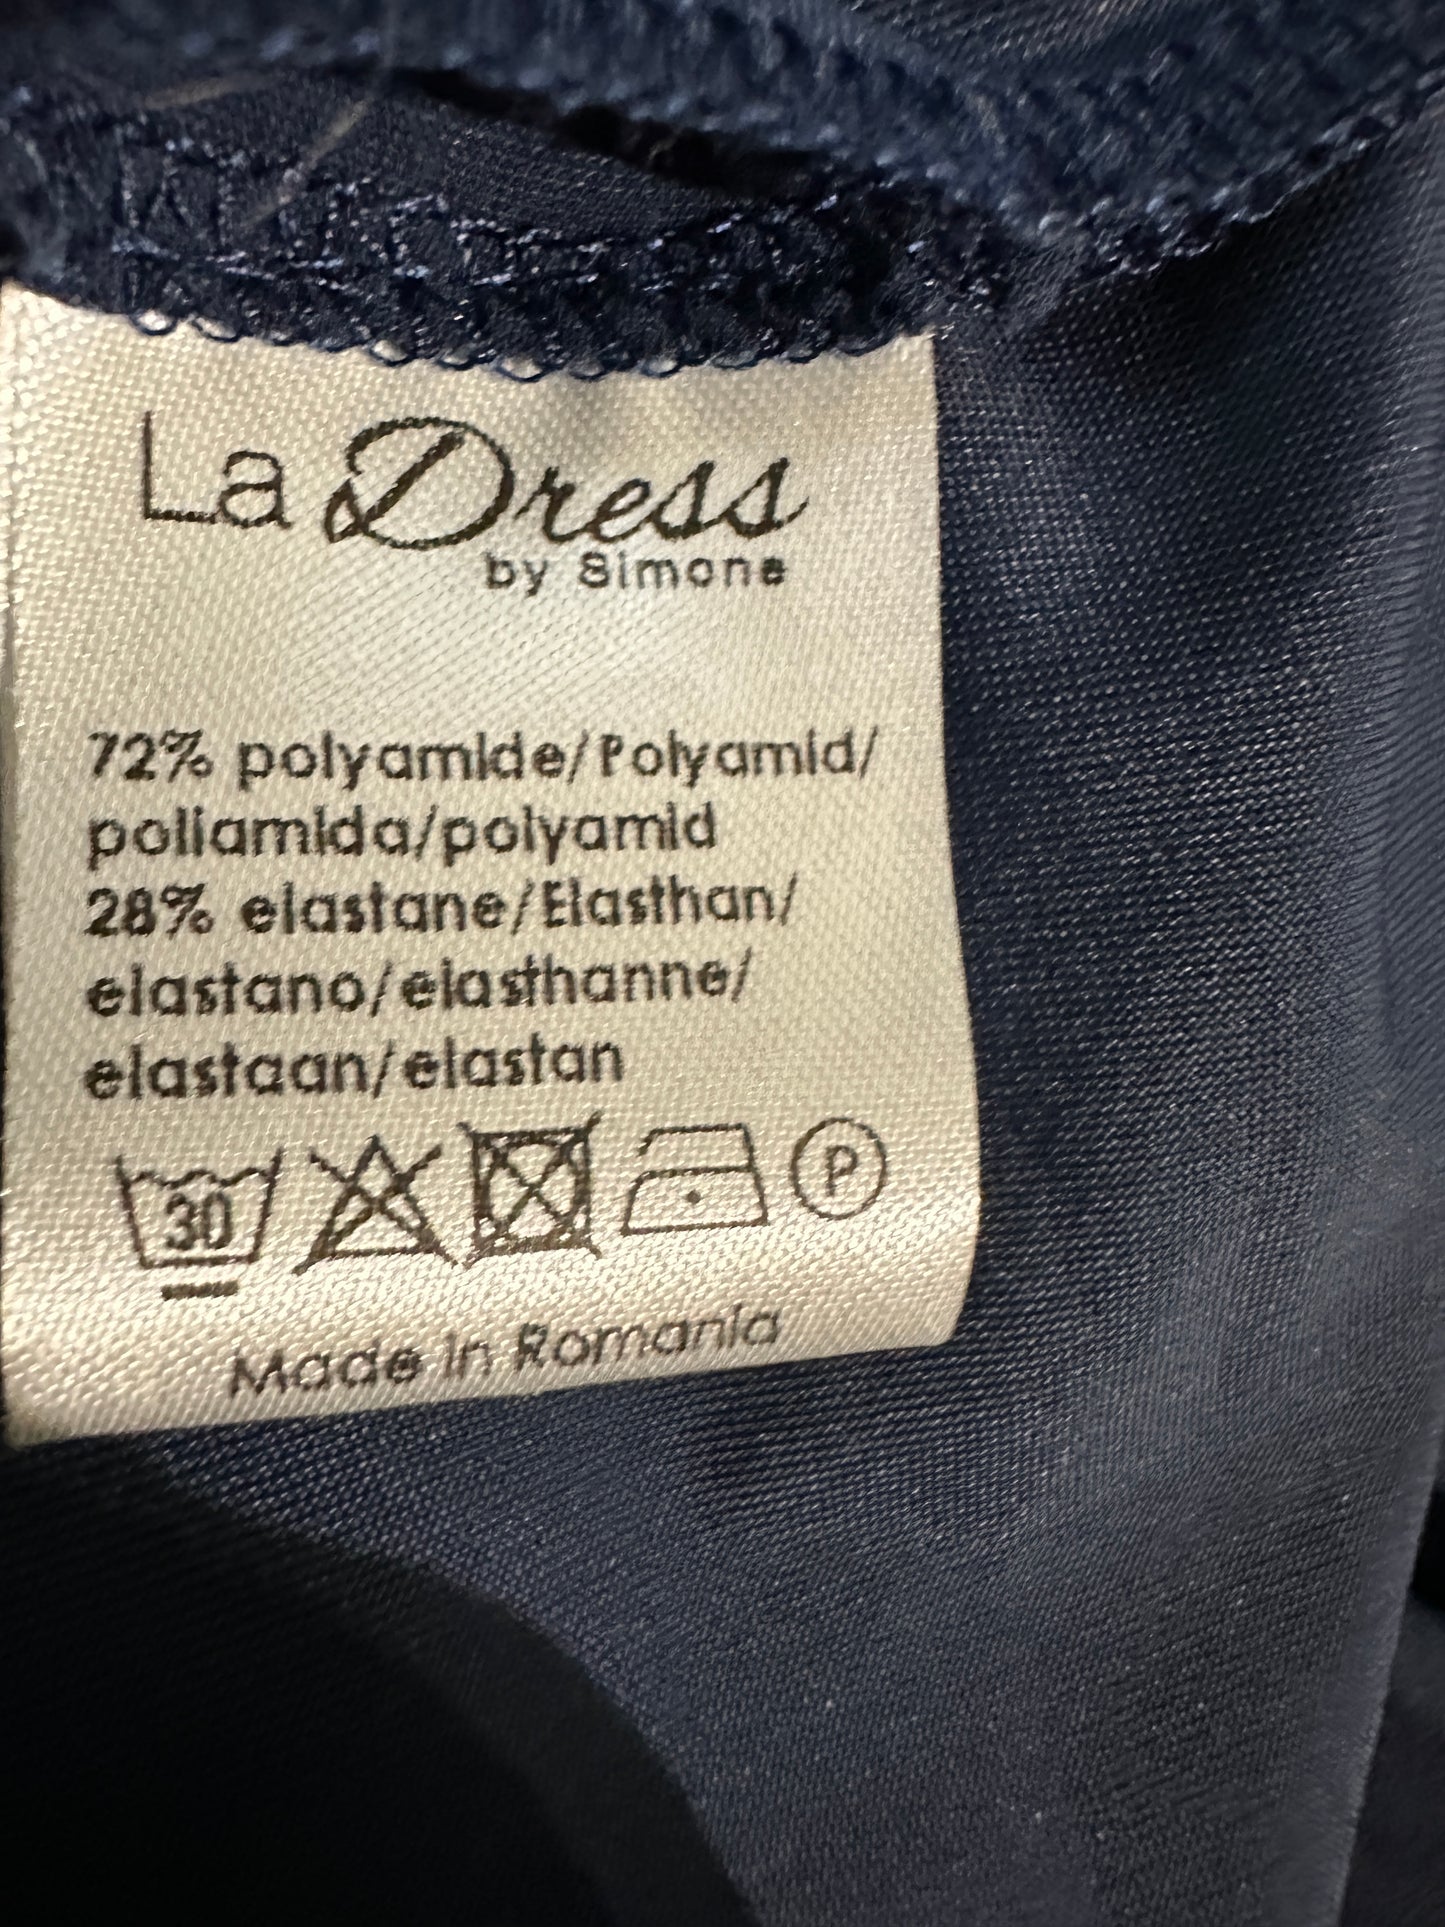 La Dress
by Simone
72% polyamide/Polyamid/
poliamida/polyamid
28% elastane/Elasthan/
elastano/elasthanne/
elastaan/elastan
30
P
Made in Romania